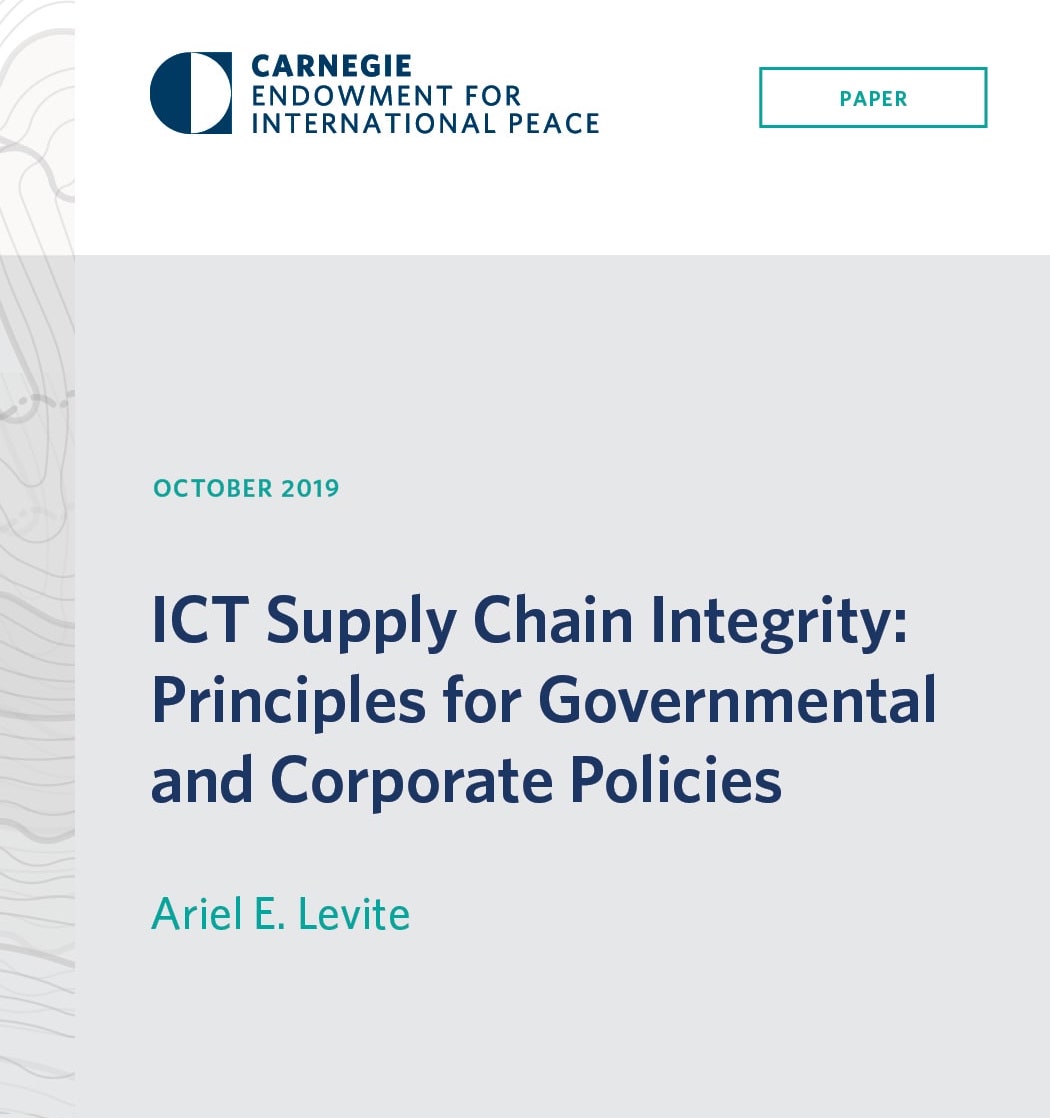 CARNEGIE
ENDOWMENT FOR
INTERNATIONAL PEACE
PAPER
OCTOBER 2019
ICT Supply Chain Integrity:
Principles for Governmental
and Corporate Policies
Ariel E. Levite